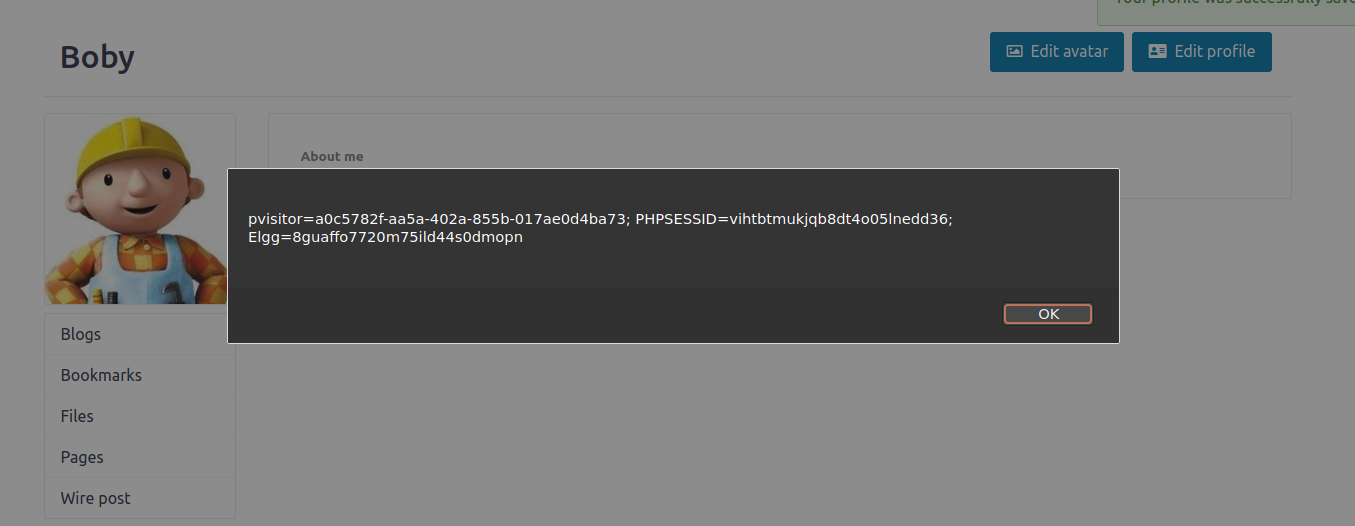 Your profile was successfully save
Boby
Edit avatar
Edit profile
About me
pvisitor=a0c5782f-aa5a-402a-855b-017ae0d4ba73; PHPSESSID=vihtbtmukjqb8dt4o05lnedd36;
Elgg=8guaffo7720m75ild44s0dmopn
OK
Blogs
Bookmarks
Files
Pages
Wire post